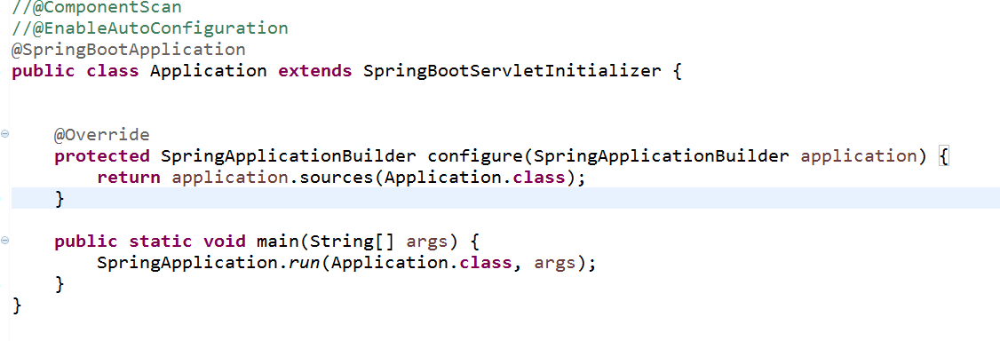 //@ComponentScan
//@EnableAutoConfiguration
@SpringBootApplication
public class Application extends SpringBootServletInitializer {
@Override
protected SpringApplicationBuilder configure(SpringApplicationBuilder application) {
return application.sources(Application.class);
}
public static void main(String[] args) {
SpringApplication.run(Application.class, args);
}
}